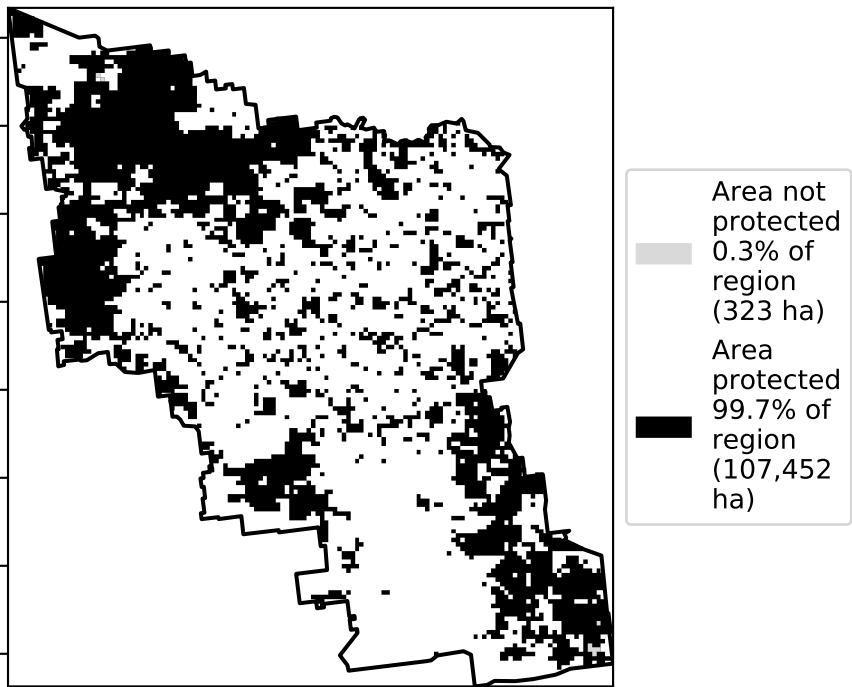 Area not
protected
0.3% of
region
(323 ha)
Area
protected
99.7% of
region
(107,452
ha)